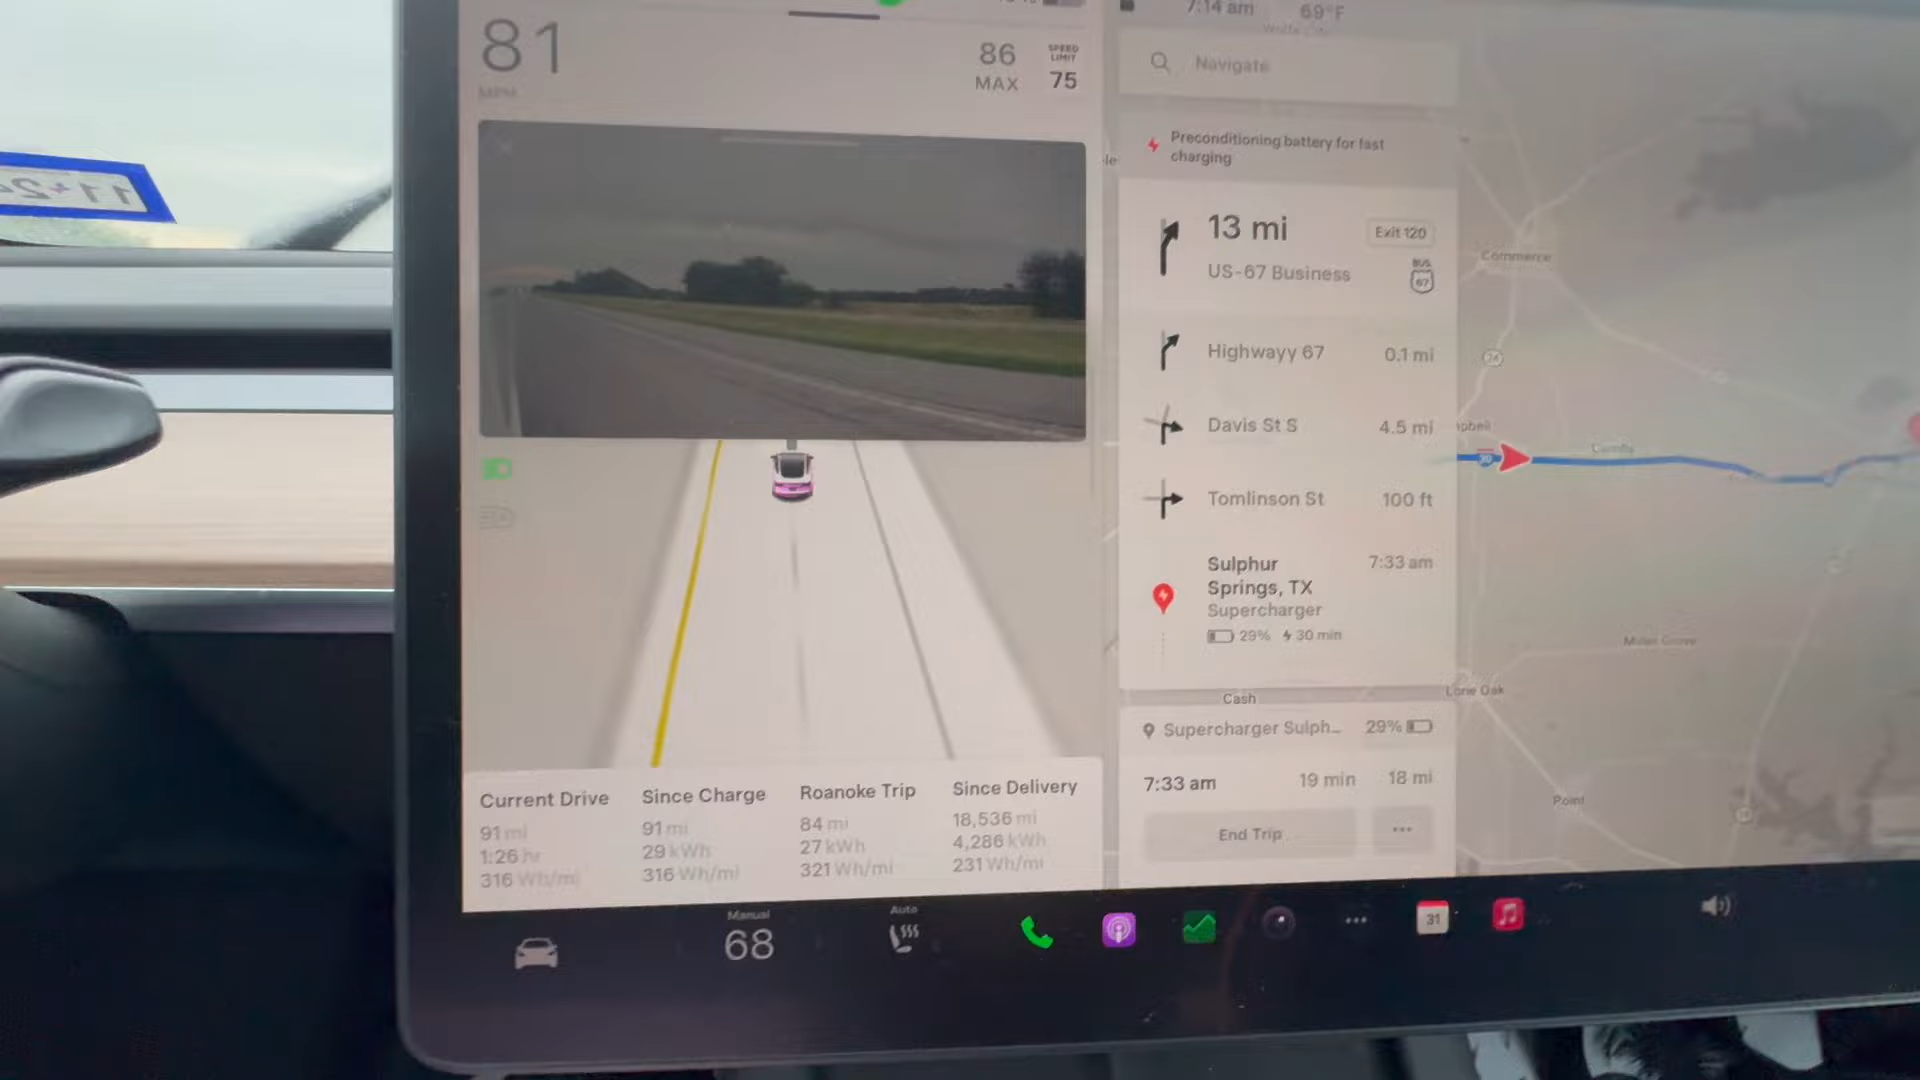 81
MPH
86
MAX
SPEED
LIMIT
75
7:14 am
69°F
Navigate
Preconditioning battery for fast
charging
13 mi
Exit 120
US-67 Business
BUS
67
Highwayy 67
0.1 mi
Davis St S
4.5 mi
Tomlinson St
100 ft
Sulphur
Springs, TX
7:33 am
Supercharger
29%
30 min
Cash
Supercharger Sulph...
29%
7:33 am
19 min
18 mi
End Trip
Commerce
30
Lone Oak
Point
Miller Grove
Current Drive
91 mi
1:26 hr
316 Wh/mi
Since Charge
91 mi
29 kWh
316 Wh/mi
Roanoke Trip
84 mi
27 kWh
321 Wh/mi
Since Delivery
18,536 mi
4,286 kWh
231 Wh/mi
Manual
68
Auto
31